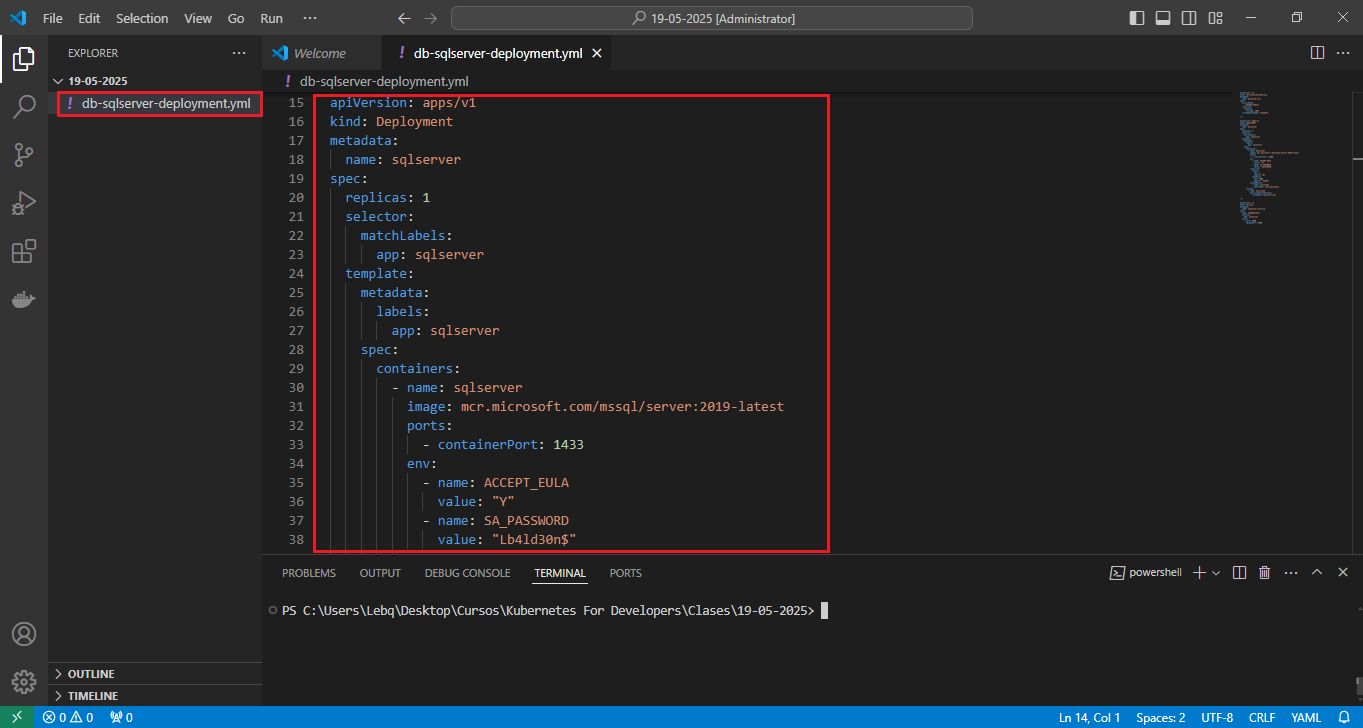 File Edit Selection View Go Run ···
19-05-2025 [Administrator]
EXPLORER ···
19-05-2025
! db-sqlserver-deployment.yml
OUTLINE
TIMELINE
Welcome
! db-sqlserver-deployment.yml
! db-sqlserver-deployment.yml
15 apiVersion: apps/v1
16 kind: Deployment
17 metadata:
18 name: sqlserver
19 spec:
20 replicas: 1
21 selector:
22 matchLabels:
23 app: sqlserver
24 template:
25 metadata:
26 labels:
27 app: sqlserver
28 spec:
29 containers:
30 - name: sqlserver
31 image: mcr.microsoft.com/mssql/server:2019-latest
32 ports:
33 - containerPort: 1433
34 env:
35 - name: ACCEPT_EULA
36 value: "Y"
37 - name: SA_PASSWORD
38 value: "Lb4ld30n$"
PROBLEMS OUTPUT DEBUG CONSOLE TERMINAL PORTS
powershell
PS C:\Users\Lebq\Desktop\Cursos\Kubernetes For Developers\Clases\19-05-2025>
0 0 0
Ln 14, Col 1 Spaces: 2 UTF-8 CRLF YAML